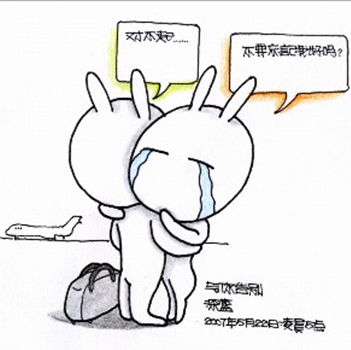 对不起......
不要忘记我好吗?
与你告别
深蓝
2007年5月22日 凌晨5点